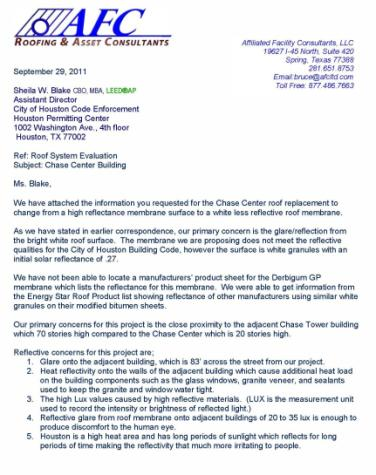 AFC
ROOFING & ASSET CONSULTANTS
Affiliated Facility Consultants, LLC
19627 I-45 North, Suite 420
Spring, Texas 77388
281.651.8753
Email:bruce@afcltd.com
Toll Free: 877.486.7663
September 29, 2011
Sheila W. Blake CBO, MBA, LEED®AP
Assistant Director
City of Houston Code Enforcement
Houston Permitting Center
1002 Washington Ave., 4th floor
Houston, TX 77002
Ref: Roof System Evaluation
Subject: Chase Center Building
Ms. Blake,
We have attached the information you requested for the Chase Center roof replacement to
change from a high reflectance membrane surface to a white less reflective roof membrane.
As we have stated in earlier correspondence, our primary concern is the glare/reflection from
the bright white roof surface. The membrane we are proposing does not meet the reflective
qualities for the City of Houston Building Code, however the surface is white granules with an
initial solar reflectance of .27.
We have not been able to locate a manufacturers' product sheet for the Derbigum GP
membrane which lists the reflectance for this membrane. We were able to get information from
the Energy Star Roof Product list showing reflectance of other manufacturers using similar white
granules on their modified bitumen sheets.
Our primary concerns for this project is the close proximity to the adjacent Chase Tower building
which 70 stories high compared to the Chase Center which is 20 stories high.
Reflective concerns for this project are;
1. Glare onto the adjacent building, which is 83' across the street from our project.
2. Heat reflectivity onto the walls of the adjacent building which cause additional heat load
on the building components such as the glass windows, granite veneer, and sealants
used to keep the granite and window water tight.
3. The high Lux values caused by high reflective materials. (LUX is the measurement unit
used to record the intensity or brightness of reflected light.)
4. Reflective glare from roof membrane onto adjacent buildings of 20 to 35 lux is enough to
produce discomfort to the human eye.
5. Houston is a high heat area and has long periods of sunlight which reflects for long
periods of time making the reflectivity that much more irritating to people.